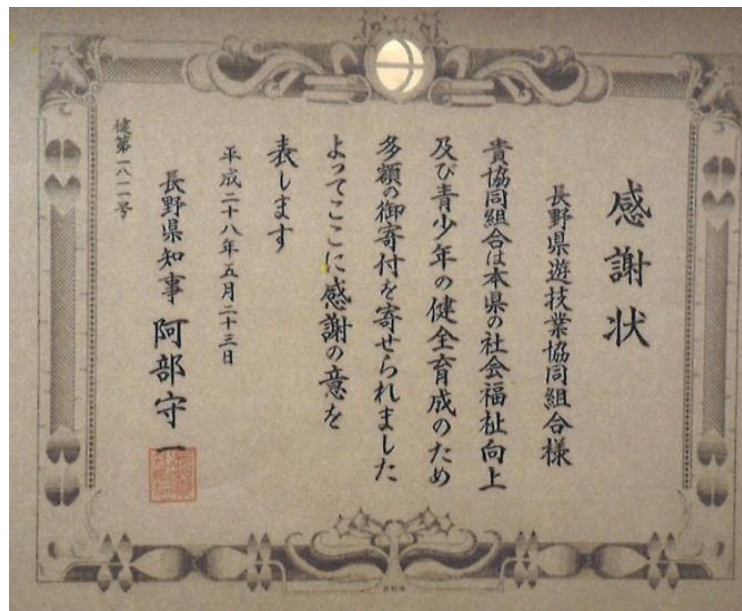 感謝状
長野県遊技業協同組合様
貴協同組合は本県の社会福祉向上
及び青少年の健全育成のため
多額の御寄付を寄せられました
よってここに感謝の意を
表します
平成二十八年五月二十三日
長野県知事 阿部守一
健第一八一一号